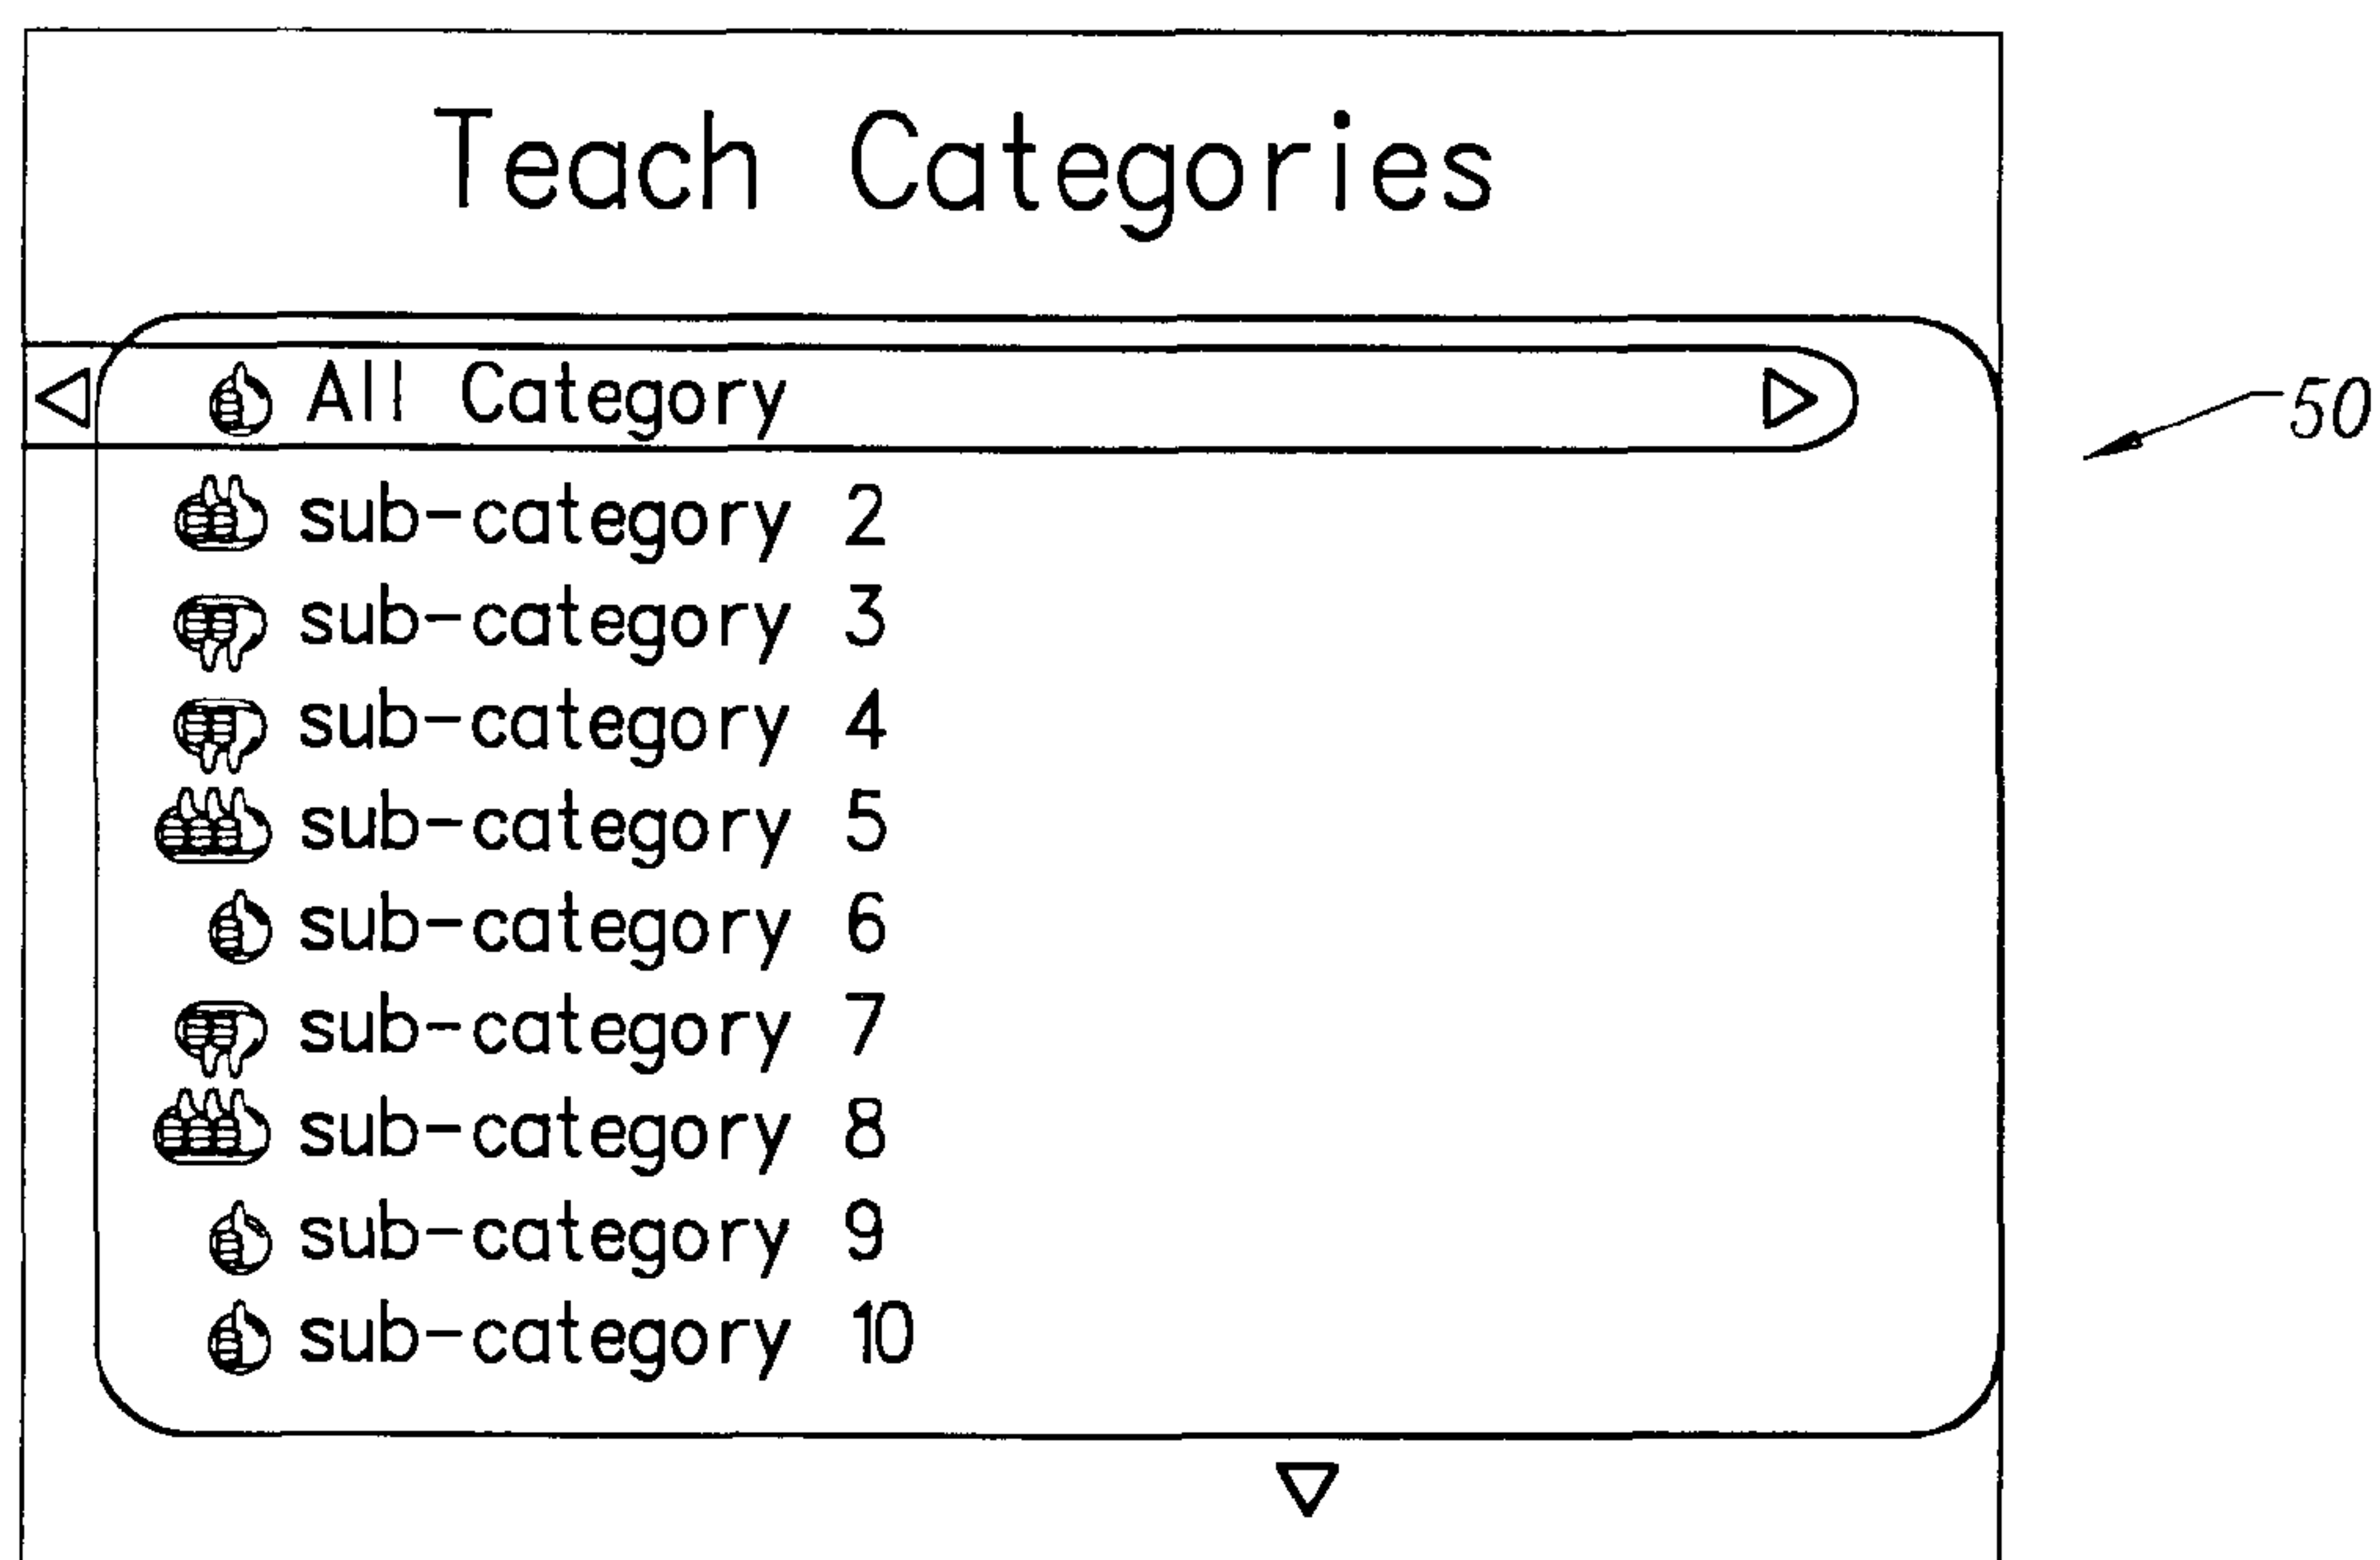 Teach Categories
All Category
50
sub-category 2
sub-category 3
sub-category 4
sub-category 5
sub-category 6
sub-category 7
sub-category 8
sub-category 9
sub-category 10